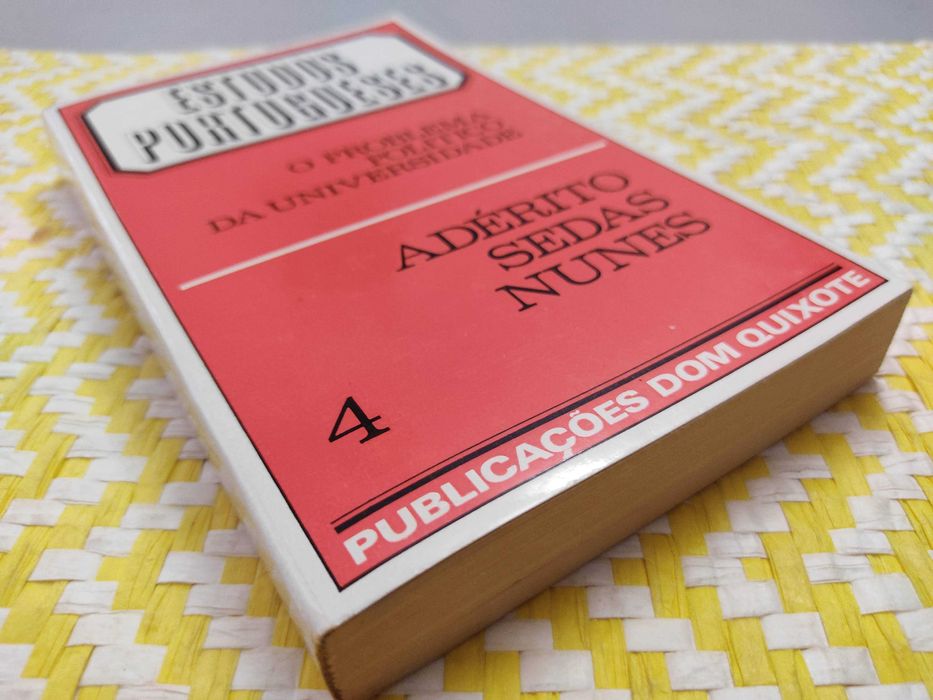 ESTUDOS
PORTUGUESES
O PROBLEMA
POLÍTICO
DA UNIVERSIDADE
ADÉRITO
SEDAS
NUNES
4
PUBLICAÇÕES DOM QUIXOTE